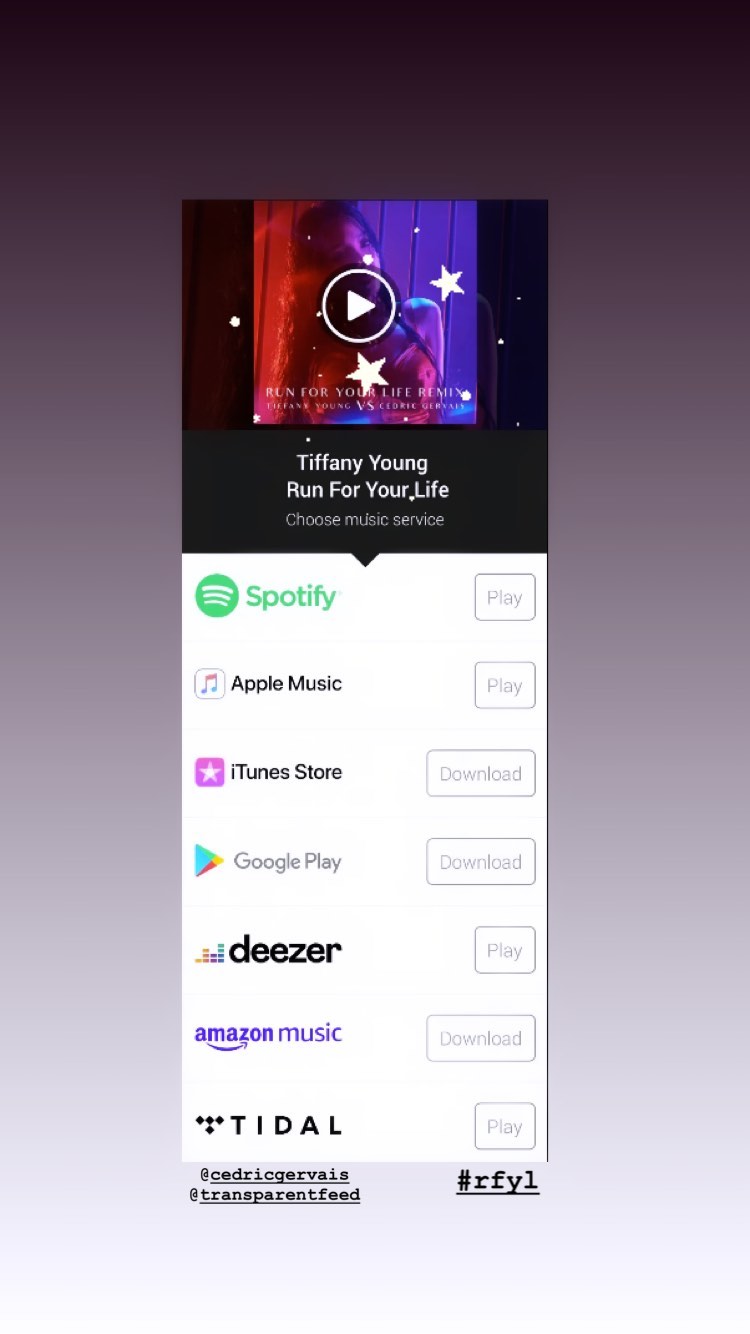 RUN FOR YOUR LIFE REMIX
TIFFANY YOUNG VS CEDRIC GERVAIS
Tiffany Young
Run For Your Life
Choose music service
Spotify Play
Apple Music Play
iTunes Store Download
Google Play Download
deezer Play
amazon music Download
TIDAL Play
@cedricgervais
@transparentfeed
#rfyl